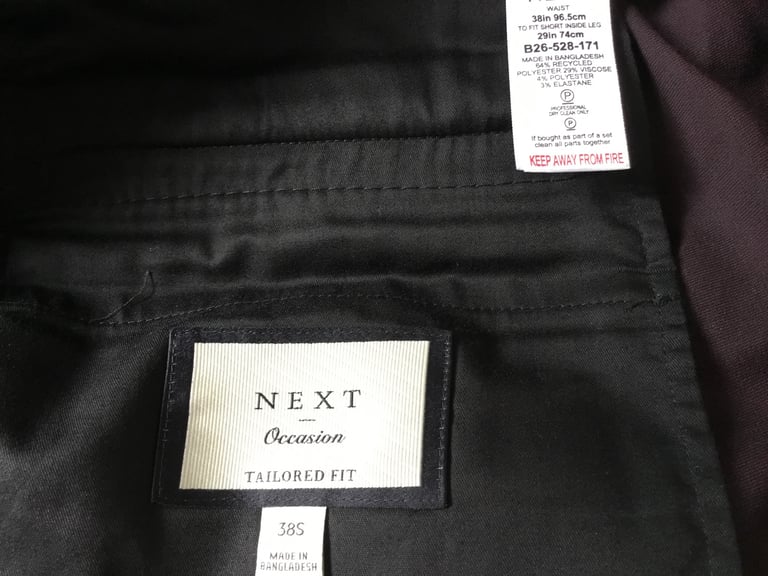 WAIST
38in 96.5cm
TO FIT SHORT INSIDE LEG
29in 74cm
B26-528-171
MADE IN BANGLADESH
64% RECYCLED
POLYESTER 29% VISCOSE
4% POLYESTER
3% ELASTANE
P
PROFESSIONAL
DRY CLEAN ONLY
P
If bought as part of a set
clean all parts together
KEEP AWAY FROM FIRE
NEXT
Occasion
TAILORED FIT
38S
MADE IN
BANGLADESH